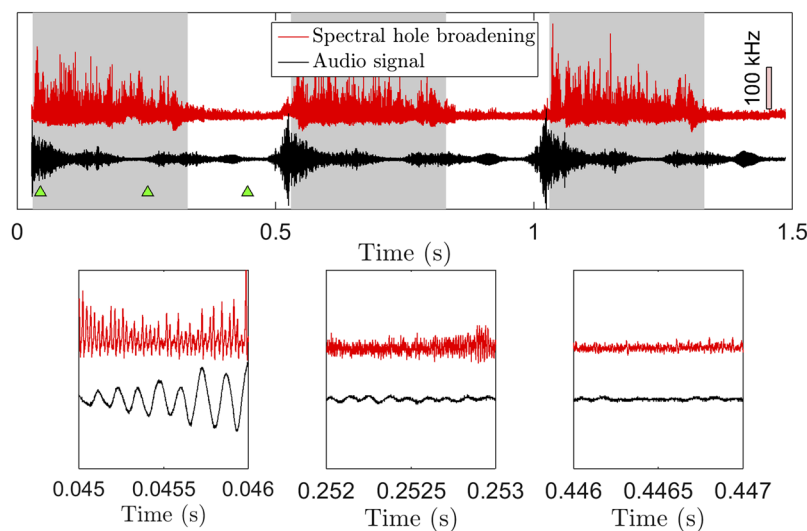 Spectral hole broadening
Audio signal
100 kHz
0 0.5 1 1.5
Time (s)
0.045 0.0455 0.046
Time (s)
0.252 0.2525 0.253
Time (s)
0.446 0.4465 0.447
Time (s)